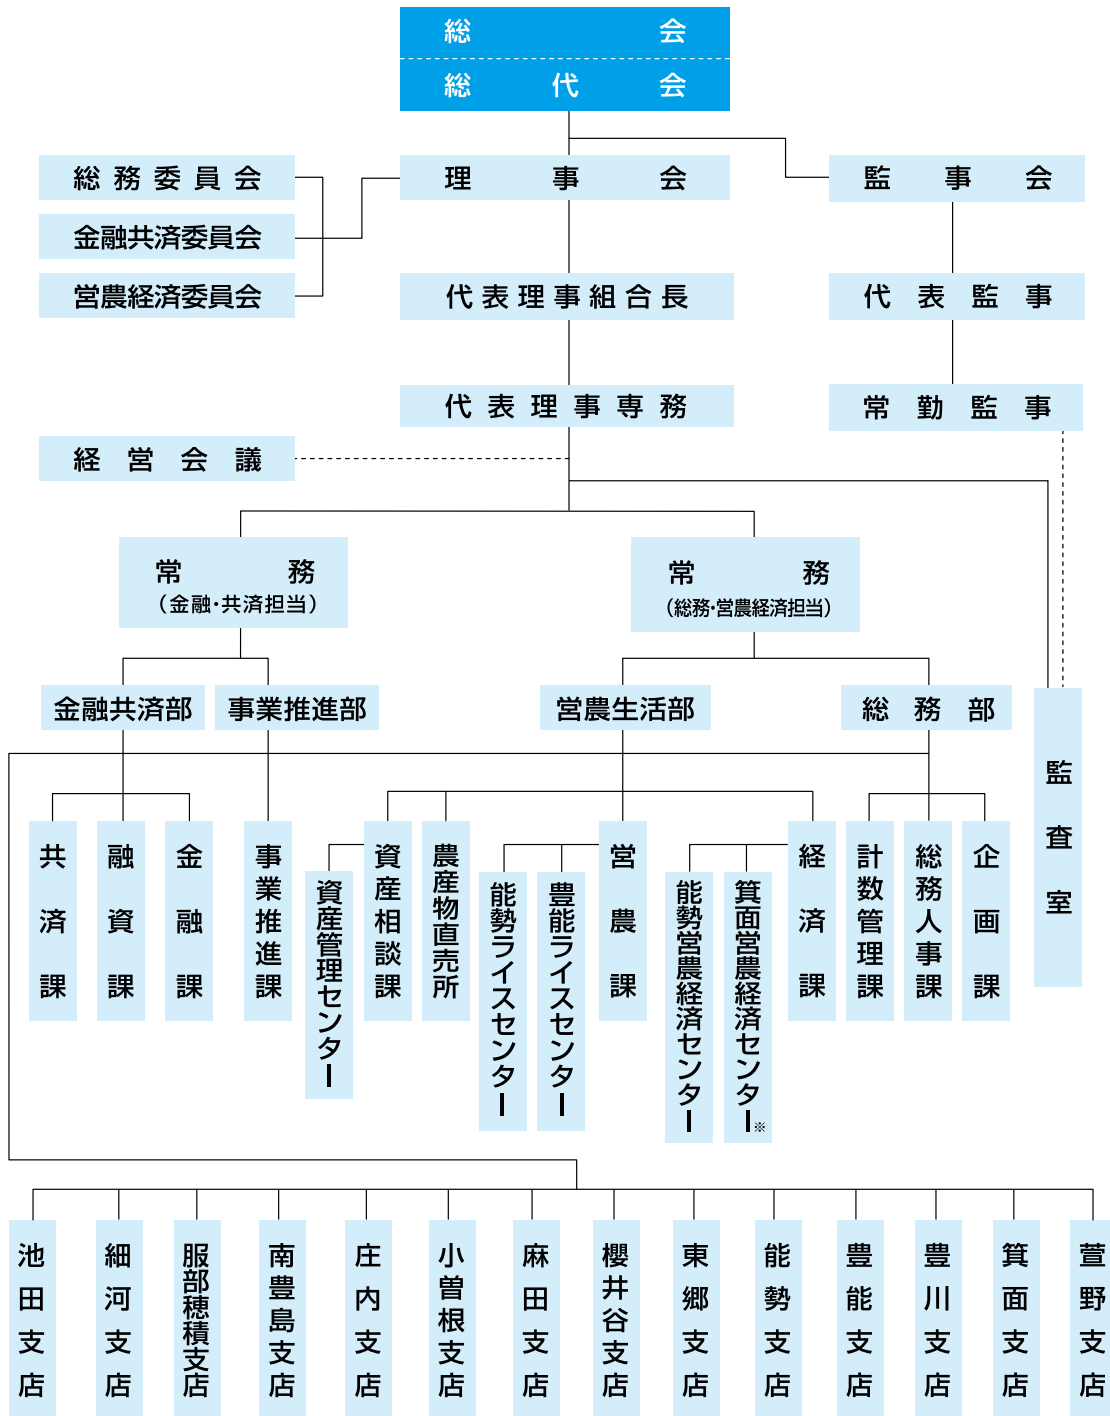 総会
総代会
総務委員会
理事会
監事会
金融共済委員会
営農経済委員会
代表理事組合長
代表監事
代表理事専務
常勤監事
経営会議
常務
（金融・共済担当）
常務
（総務・営農経済担当）
金融共済部
事業推進部
営農生活部
総務部
監査室
共済課
融資課
金融課
事業推進課
資産管理センター
資産相談課
農産物直売所
能勢ライスセンター
豊能ライスセンター
営農課
能勢営農経済センター
箕面営農経済センター※
経済課
計数管理課
総務人事課
企画課
池田支店
細河支店
服部穂積支店
南豊島支店
庄内支店
小曽根支店
麻田支店
櫻井谷支店
東郷支店
能勢支店
豊能支店
豊川支店
箕面支店
萱野支店